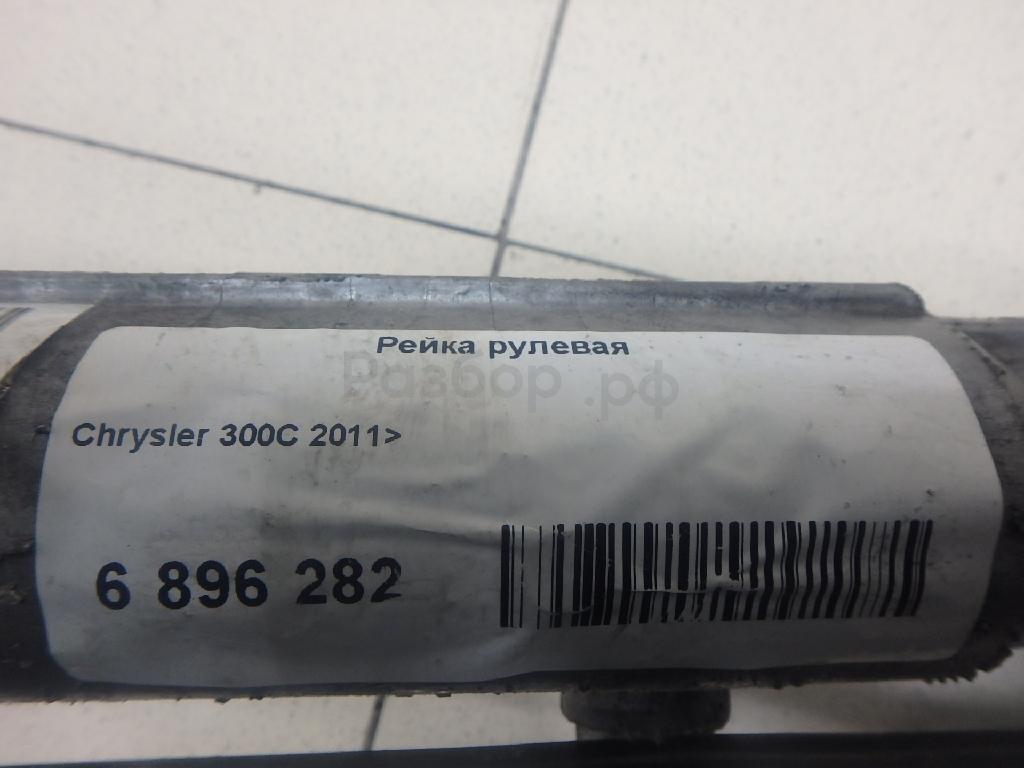 Рейка рулевая
Разбор.рф
Chrysler 300C 2011>
6 896 282